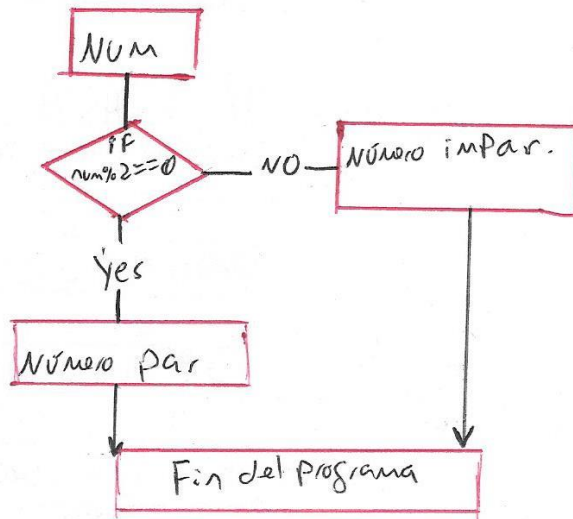 Num
if
num%2==0
NO
Número impar.
Yes
Número par
Fin del programa